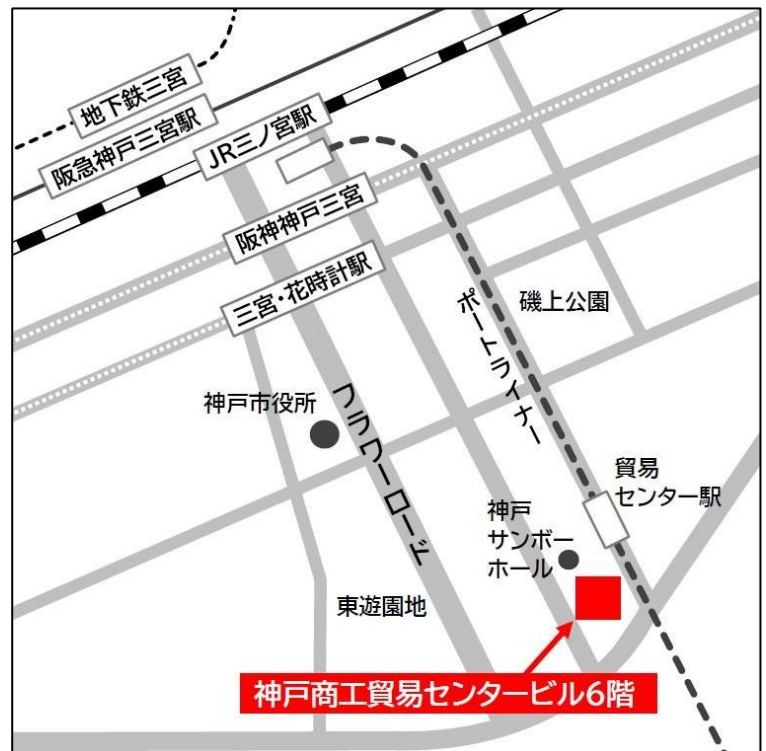 地下鉄三宮
阪急神戸三宮駅
JR三ノ宮駅
阪神神戸三宮
三宮・花時計駅
ポートライナー
磯上公園
神戸市役所
フラワーロード
貿易
センター駅
神戸
サンボー
ホール
東遊園地
神戸商工貿易センタービル6階